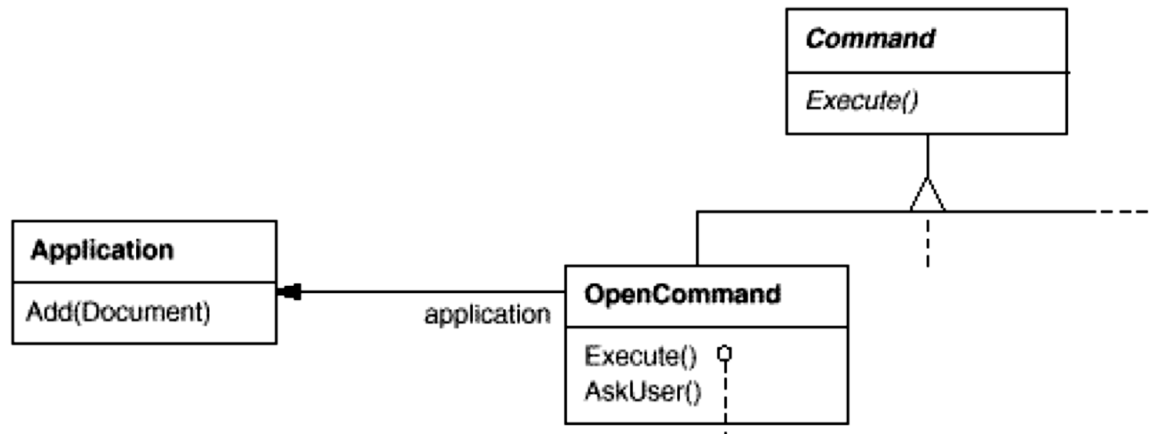 Command
Execute()
Application
Add(Document)
application
OpenCommand
Execute()
AskUser()